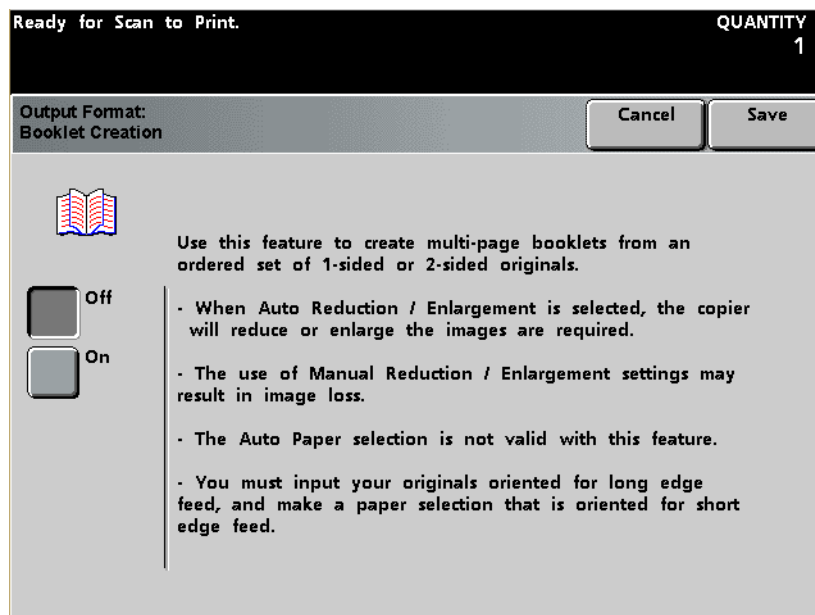 Ready for Scan to Print.
QUANTITY
1
Output Format:
Booklet Creation
Cancel
Save
Use this feature to create multi-page booklets from an
ordered set of 1-sided or 2-sided originals.
Off
On
- When Auto Reduction / Enlargement is selected, the copier
will reduce or enlarge the images are required.
- The use of Manual Reduction / Enlargement settings may
result in image loss.
- The Auto Paper selection is not valid with this feature.
- You must input your originals oriented for long edge
feed, and make a paper selection that is oriented for short
edge feed.